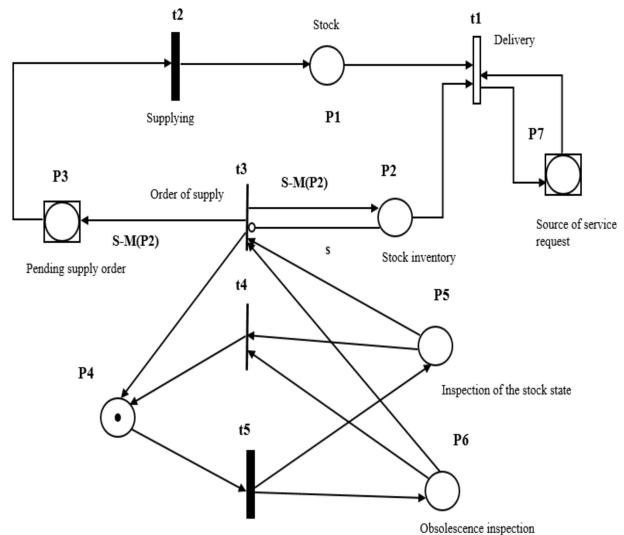 t2
Stock
t1
Delivery
Supplying
P1
P7
P3
t3
P2
Order of supply
S-M(P2)
S-M(P2)
s
Source of service
request
Pending supply order
Stock inventory
t4
P5
P4
Inspection of the stock state
t5
P6
Obsolescence inspection